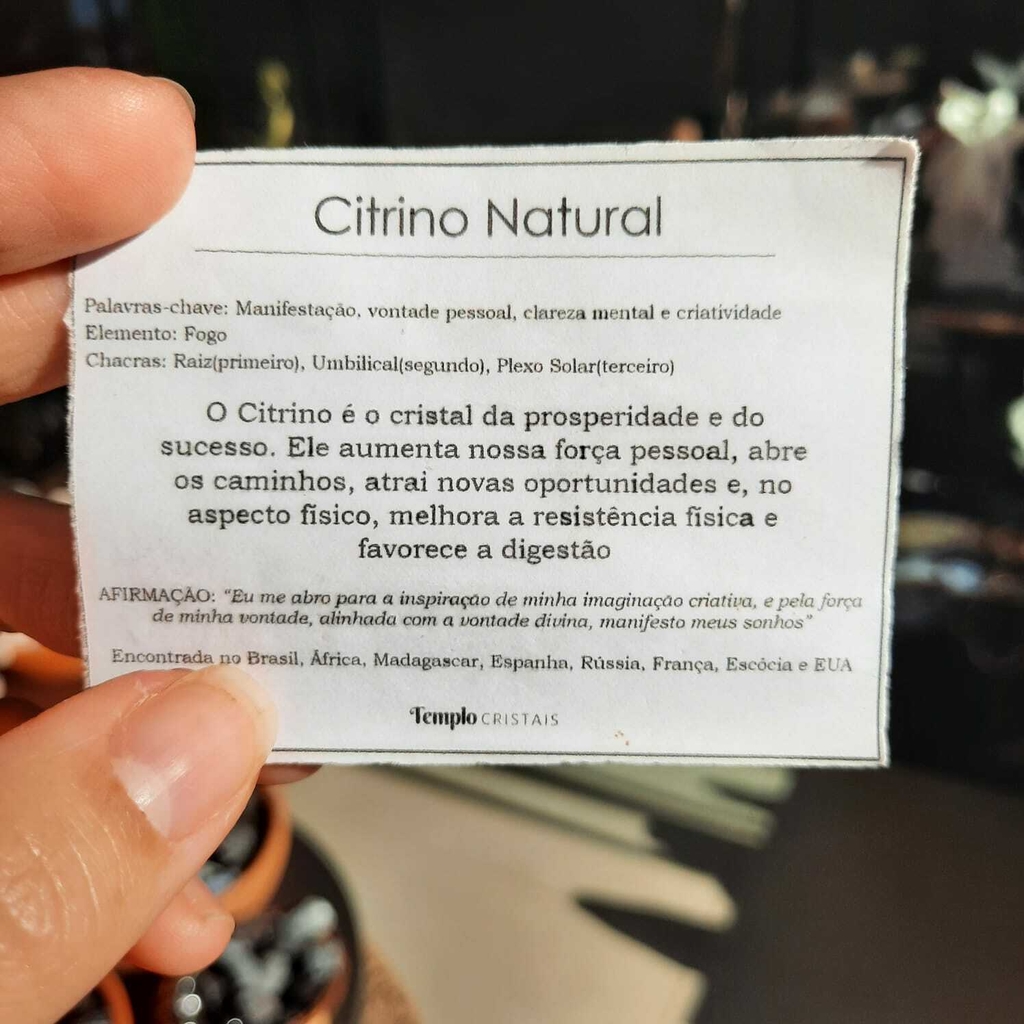 Citrino Natural
Palavras-chave: Manifestação, vontade pessoal, clareza mental e criatividade
Elemento: Fogo
Chacras: Raiz(primeiro), Umbilical(segundo), Plexo Solar(terceiro)
O Citrino é o cristal da prosperidade e do
sucesso. Ele aumenta nossa força pessoal, abre
os caminhos, atrai novas oportunidades e, no
aspecto físico, melhora a resistência física e
favorece a digestão
AFIRMAÇÃO: “Eu me abro para a inspiração de minha imaginação criativa, e pela força
de minha vontade, alinhada com a vontade divina, manifesto meus sonhos”
Encontrada no Brasil, África, Madagascar, Espanha, Rússia, França, Escócia e EUA
Templo CRISTAIS